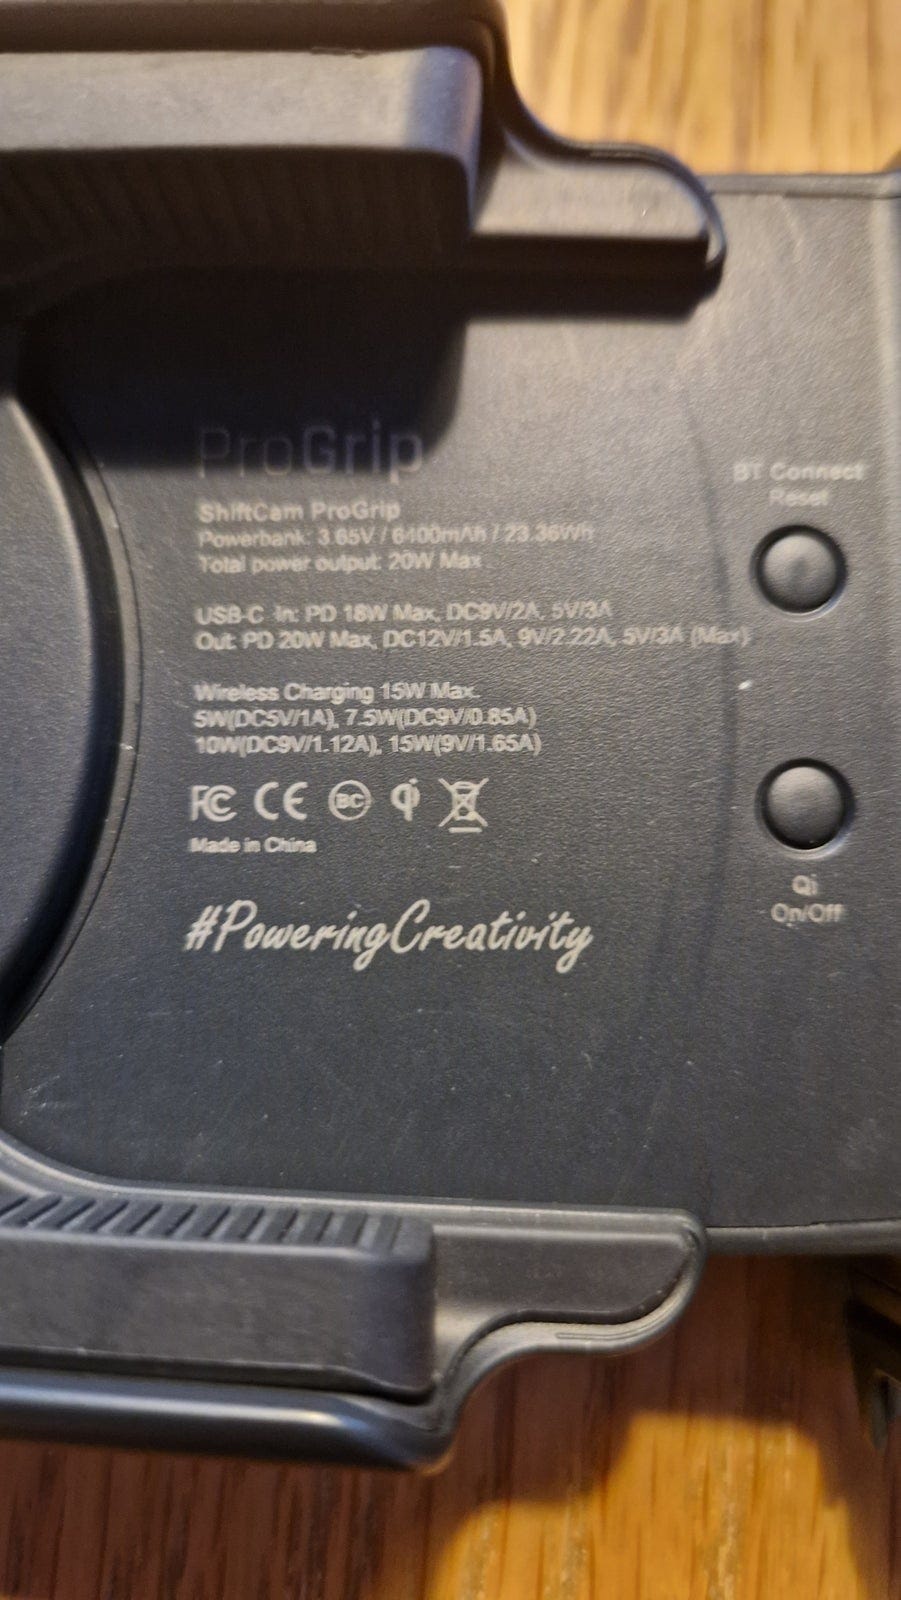 ProGrip
ShiftCam ProGrip
Powerbank: 3.65V / 6400mAh / 23.36Wh
Total power output: 20W Max
USB-C In: PD 18W Max, DC9V/2A, 5V/3A
Out: PD 20W Max, DC12V/1.5A, 9V/2.22A, 5V/3A (Max)
Wireless Charging 15W Max.
5W(DC5V/1A), 7.5W(DC9V/0.85A)
10W(DC9V/1.12A), 15W(9V/1.65A)
FC CE BC
Made in China
#PoweringCreativity
BT Connect
Reset
Qi
On/Off